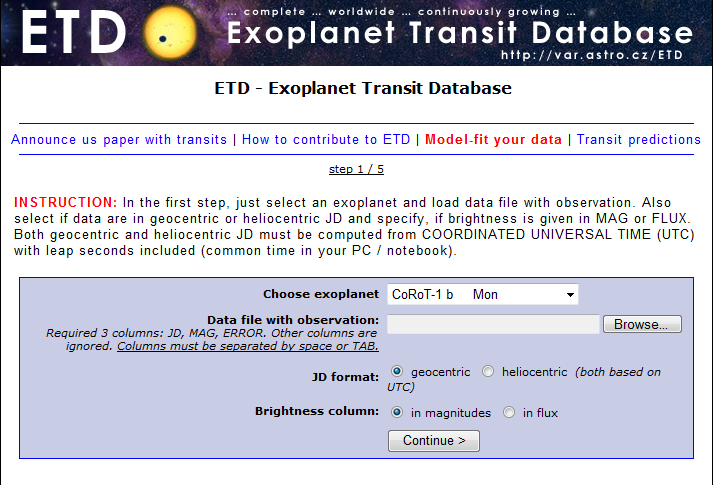 ETD
... complete ... worldwide ... continuously growing ...
Exoplanet Transit Database
http://var.astro.cz/ETD
ETD - Exoplanet Transit Database
Announce us paper with transits | How to contribute to ETD | Model-fit your data | Transit predictions
step 1 / 5
INSTRUCTION: In the first step, just select an exoplanet and load data file with observation. Also
select if data are in geocentric or heliocentric JD and specify, if brightness is given in MAG or FLUX.
Both geocentric and heliocentric JD must be computed from COORDINATED UNIVERSAL TIME (UTC)
with leap seconds included (common time in your PC / notebook).
Choose exoplanet CoRoT-1 b Mon
Data file with observation: Browse...
Required 3 columns: JD, MAG, ERROR. Other columns are
ignored. Columns must be separated by space or TAB.
JD format: geocentric heliocentric (both based on
UTC)
Brightness column: in magnitudes in flux
Continue >